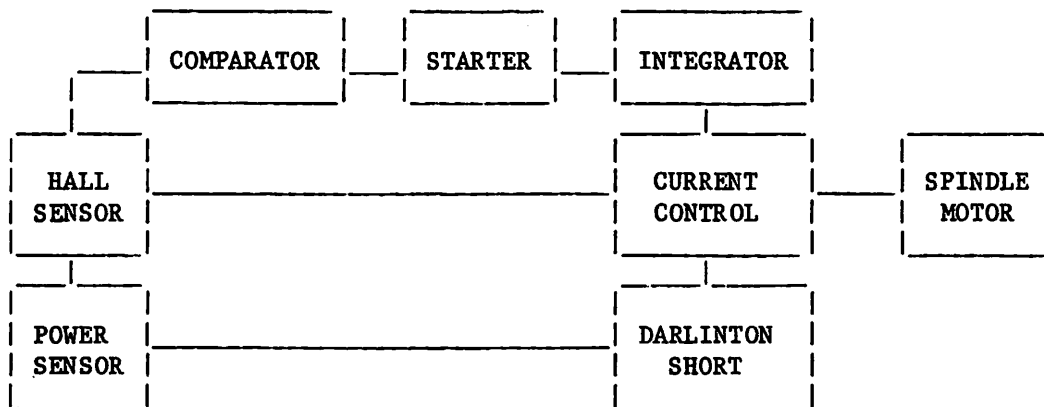 COMPARATOR
STARTER
INTEGRATOR
HALL
SENSOR
CURRENT
CONTROL
SPINDLE
MOTOR
POWER
SENSOR
DARLINTON
SHORT